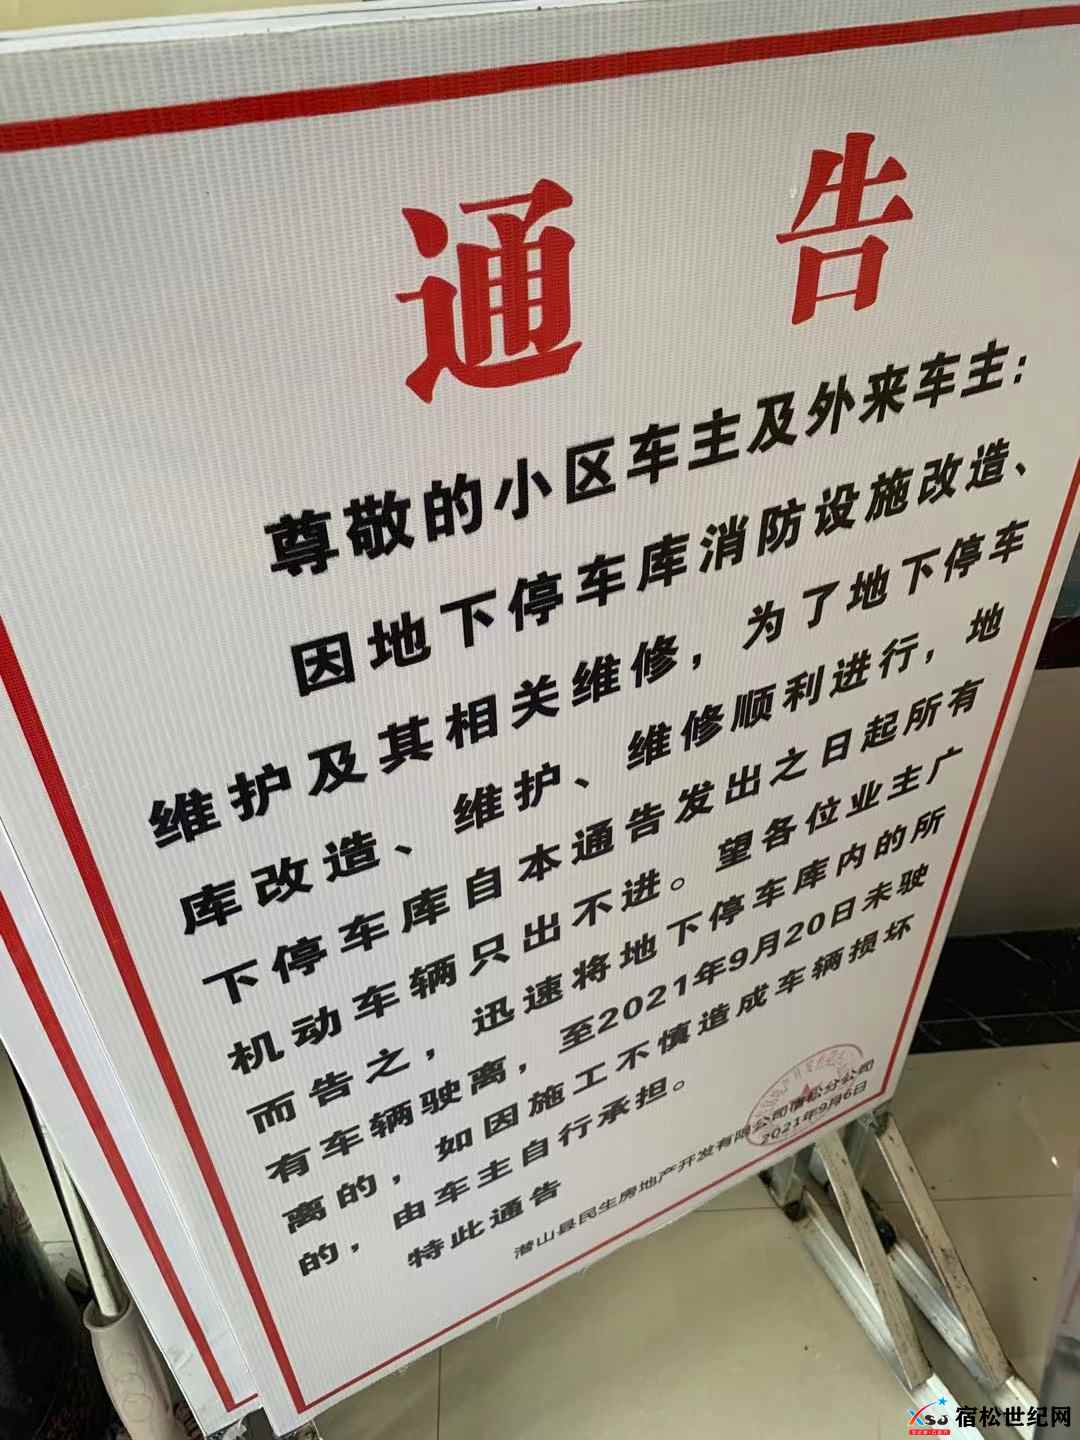 通 告
尊敬的小区车主及外来车主：
因地下停车库消防设施改造、
维护及其相关维修，为了地下停车
库改造、维护、维修顺利进行，地
下停车库自本通告发出之日起所有
机动车辆只出不进。望各位业主广
而告之，迅速将地下停车库内的所
有车辆驶离，至2021年9月20日未驶
离的，如因施工不慎造成车辆损坏
的，由车主自行承担。
特此通告
潜山县民生房地产开发有限公司宿松分公司
2021年9月6日
宿松世纪网